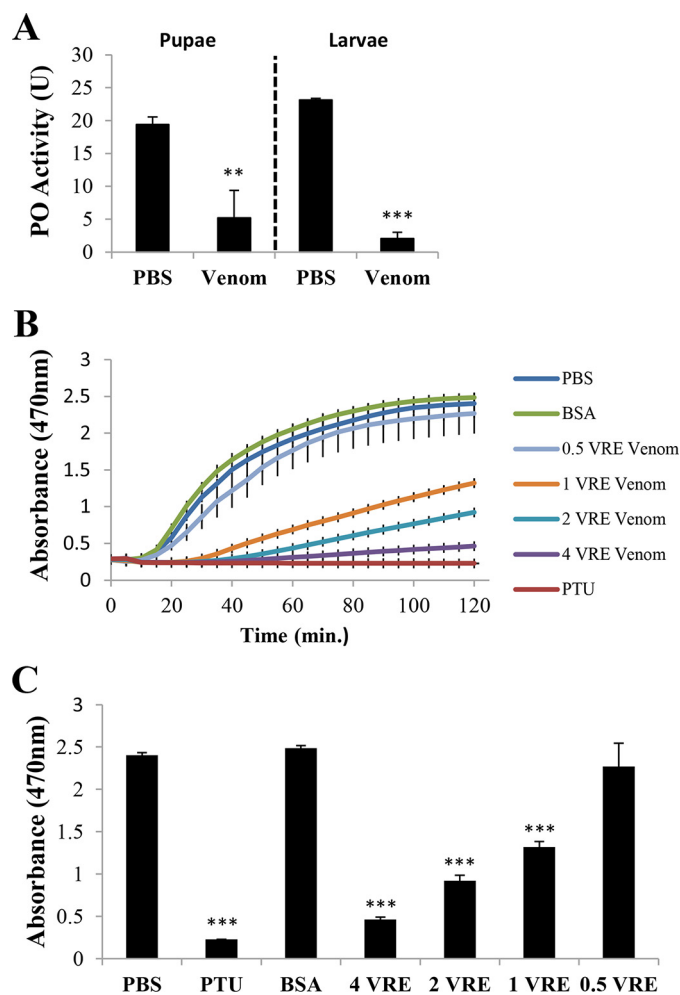 A
Pupae Larvae
PO Activity (U)
30
25
20
15
10
5
0
**
***
PBS Venom PBS Venom
B
Absorbance (470nm)
3
2.5
2
1.5
1
0.5
0
0 20 40 60 80 100 120
Time (min.)
PBS
BSA
0.5 VRE Venom
1 VRE Venom
2 VRE Venom
4 VRE Venom
PTU
C
Absorbance (470nm)
3
2.5
2
1.5
1
0.5
0
***
***
***
***
PBS PTU BSA 4 VRE 2 VRE 1 VRE 0.5 VRE